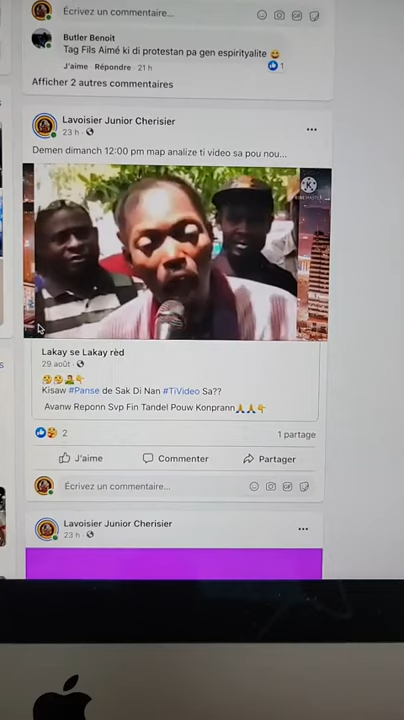 Écrivez un commentaire...
GIF
Butler Benoit
Tag Fils Aimé ki di protestan pa gen espirityalite 😄
J'aime · Répondre · 21 h
1
Afficher 2 autres commentaires
Lavoisier Junior Cherisier
23 h ·
Demen dimanch 12:00 pm map analize ti video sa pou nou...
Lakay se Lakay rèd
29 août ·
🤔🤔🤦‍♂️👇
Kisaw #Panse de Sak Di Nan #TiVideo Sa??
Avanw Reponn Svp Fin Tandel Pouw Konprann🙏🙏👇
2
1 partage
J'aime
Commenter
Partager
Écrivez un commentaire...
GIF
Lavoisier Junior Cherisier
23 h ·